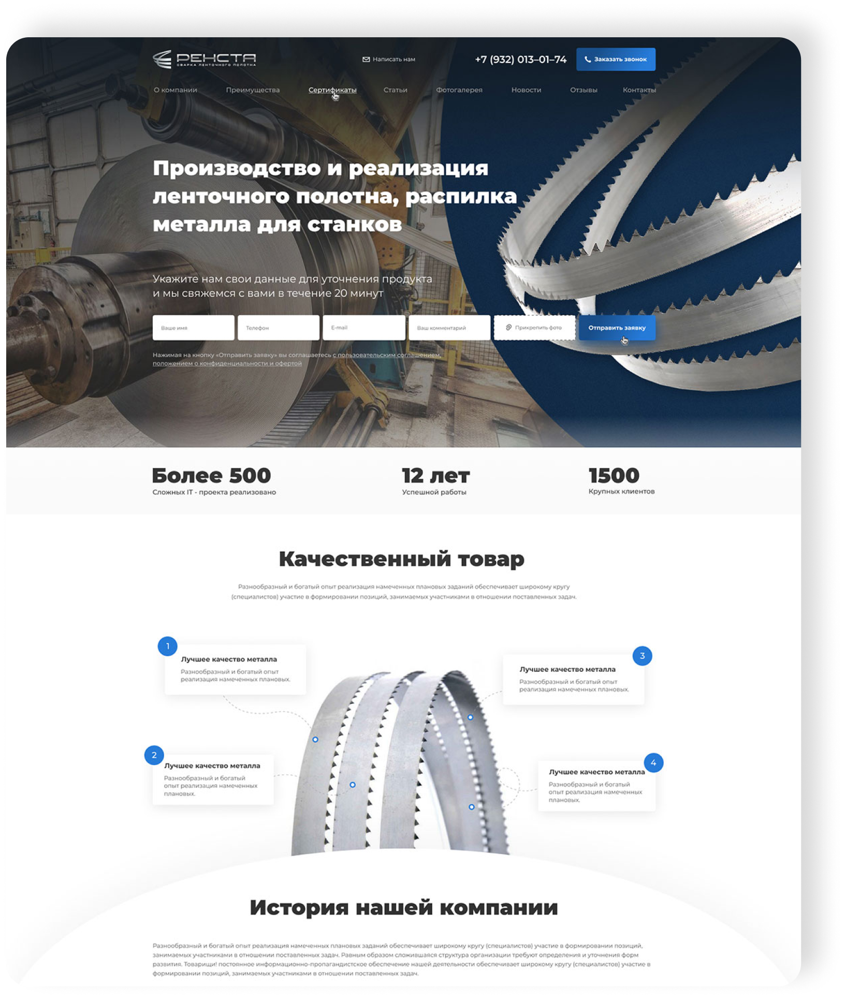 РЕНСТА
СВАРКА ЛЕНТОЧНОГО ПОЛОТНА
Написать нам
+7 (932) 013–01–74
Заказать звонок
О компании
Преимущества
Сертификаты
Статьи
Фотогалерея
Новости
Отзывы
Контакты
Производство и реализация
ленточного полотна, распилка
металла для станков
Укажите нам свои данные для уточнения продукта
и мы свяжемся с вами в течение 20 минут
Ваше имя
Телефон
E-mail
Ваш комментарий
Прикрепить фото
Отправить заявку
Нажимая на кнопку «Отправить заявку» вы соглашаетесь с пользовательским соглашением,
положением о конфиденциальности и офертой
Более 500
Сложных IT - проекта реализовано
12 лет
Успешной работы
1500
Крупных клиентов
Качественный товар
Разнообразный и богатый опыт реализация намеченных плановых заданий обеспечивает широкому кругу
(специалистов) участие в формировании позиций, занимаемых участниками в отношении поставленных задач.
1
Лучшее качество металла
Разнообразный и богатый опыт
реализация намеченных плановых.
2
Лучшее качество металла
Разнообразный и богатый
опыт реализация намеченных
плановых.
3
Лучшее качество металла
Разнообразный и богатый опыт
реализация намеченных плановых.
4
Лучшее качество металла
Разнообразный и богатый
опыт реализация намеченных
плановых.
История нашей компании
Разнообразный и богатый опыт реализация намеченных плановых заданий обеспечивает широкому кругу (специалистов) участие в формировании позиций,
занимаемых участниками в отношении поставленных задач. Равным образом сложившаяся структура организации требуют определения и уточнения форм
развития. Товарищи! постоянное информационно-пропагандистское обеспечение нашей деятельности обеспечивает широкому кругу (специалистов) участие в
формировании позиций, занимаемых участниками в отношении поставленных задач.